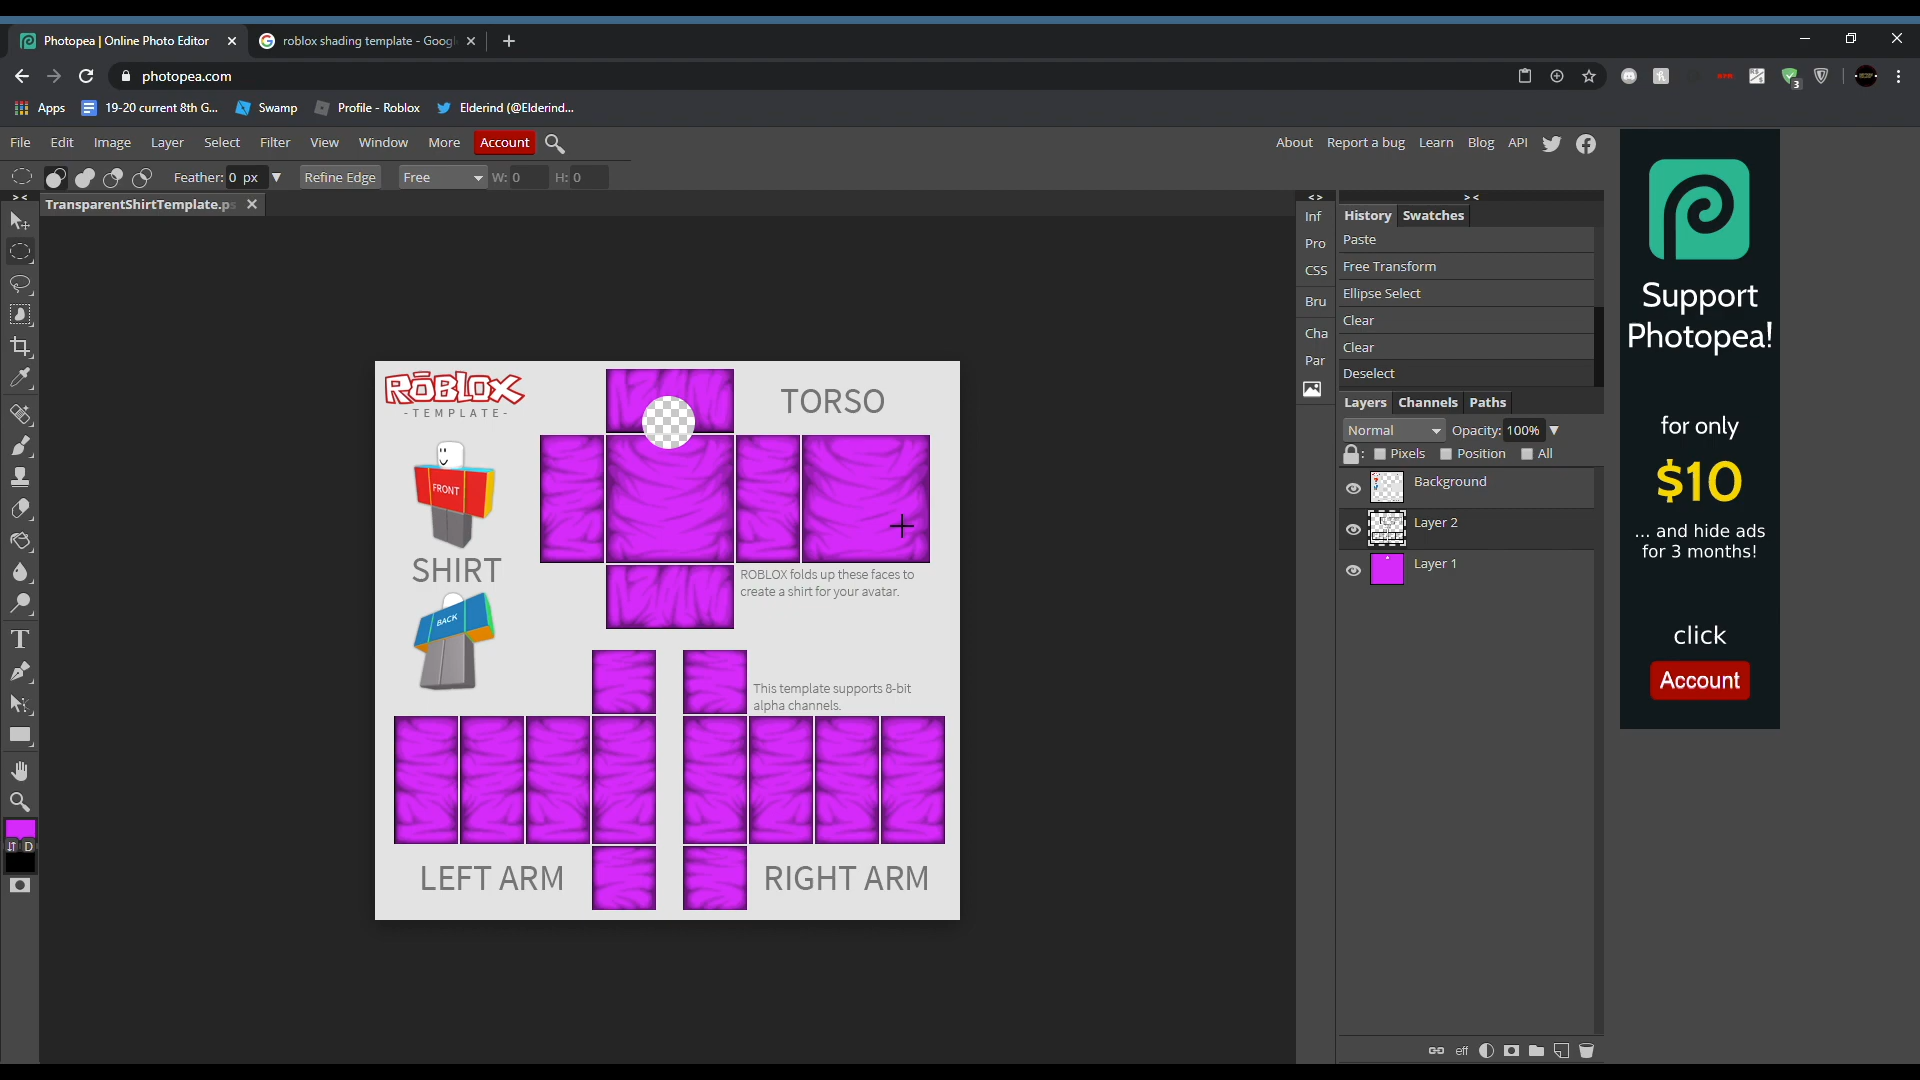 Photopea | Online Photo Editor
roblox shading template - Googl
photopea.com
3
Apps
19-20 current 8th G...
Swamp
Profile - Roblox
Elderind (@Elderind...
File Edit Image Layer Select Filter View Window More Account
About Report a bug Learn Blog API
Feather: 0 px
Refine Edge
Free
W: 0
H: 0
> <
TransparentShirtTemplate.ps
< >
> <
Inf
Pro
CSS
Bru
Cha
Par
History Swatches
Paste
Free Transform
Ellipse Select
Clear
Clear
Deselect
Layers Channels Paths
Normal
Opacity: 100%
: Pixels Position All
Background
Layer 2
Layer 1
eff
T
D
ROBLOX
-TEMPLATE-
TORSO
FRONT
SHIRT
BACK
ROBLOX folds up these faces to
create a shirt for your avatar.
This template supports 8-bit
alpha channels.
LEFT ARM
RIGHT ARM
Support
Photopea!
for only
$10
... and hide ads
for 3 months!
click
Account